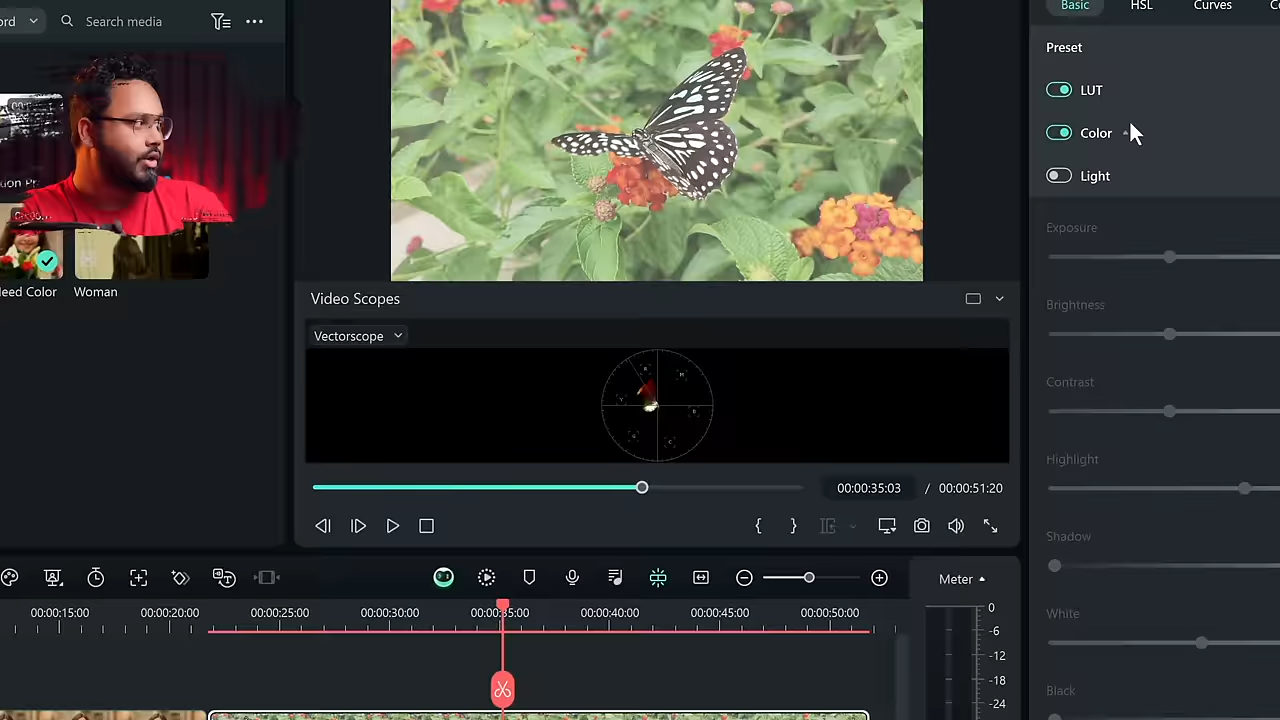 ord
Search media
Basic
HSL
Curves
Preset
LUT
Color
Light
Exposure
Brightness
Contrast
Highlight
Shadow
White
Black
Woman
Video Scopes
Vectorscope
R
M
Y
B
G
C
00:00:35:03 / 00:00:51:20
Meter
00:00:15:00 00:00:20:00 00:00:25:00 00:00:30:00 00:00:35:00 00:00:40:00 00:00:45:00 00:00:50:00
0
-6
-12
-18
-24